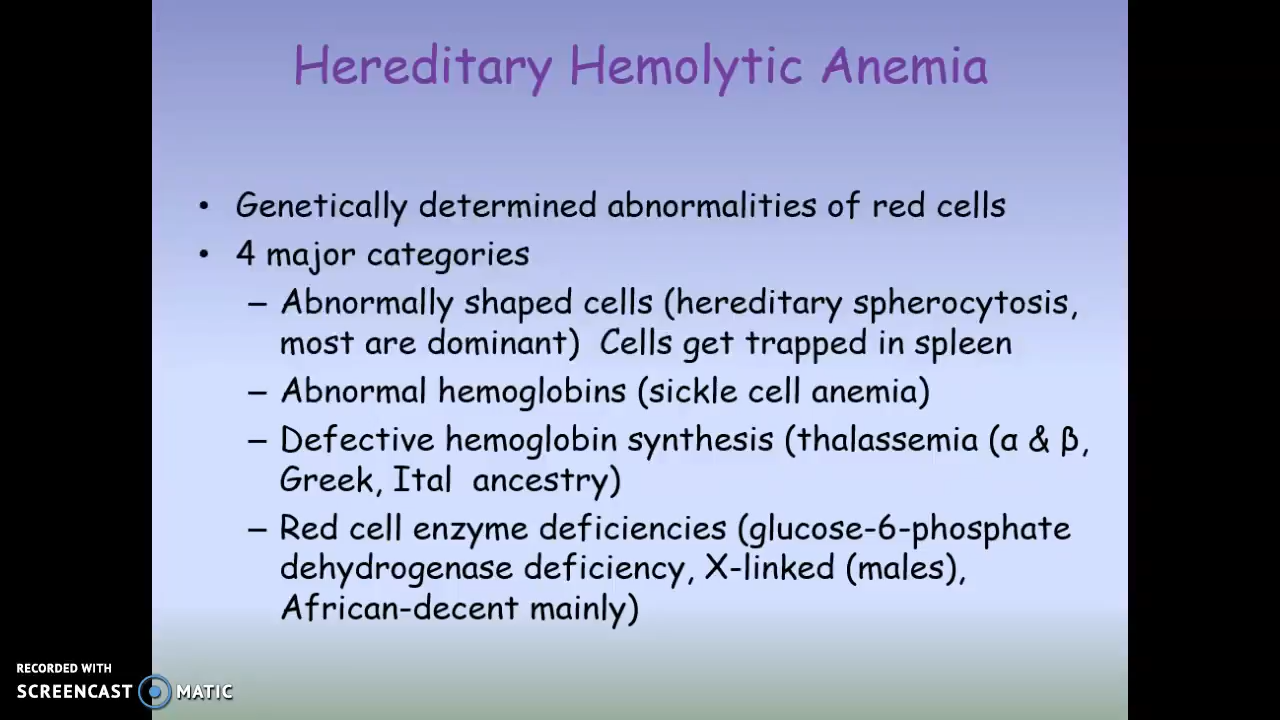 Hereditary Hemolytic Anemia
• Genetically determined abnormalities of red cells
• 4 major categories
– Abnormally shaped cells (hereditary spherocytosis,
most are dominant)  Cells get trapped in spleen
– Abnormal hemoglobins (sickle cell anemia)
– Defective hemoglobin synthesis (thalassemia (α & β,
Greek, Ital  ancestry)
– Red cell enzyme deficiencies (glucose-6-phosphate
dehydrogenase deficiency, X-linked (males),
African-decent mainly)
RECORDED WITH
SCREENCAST MATIC